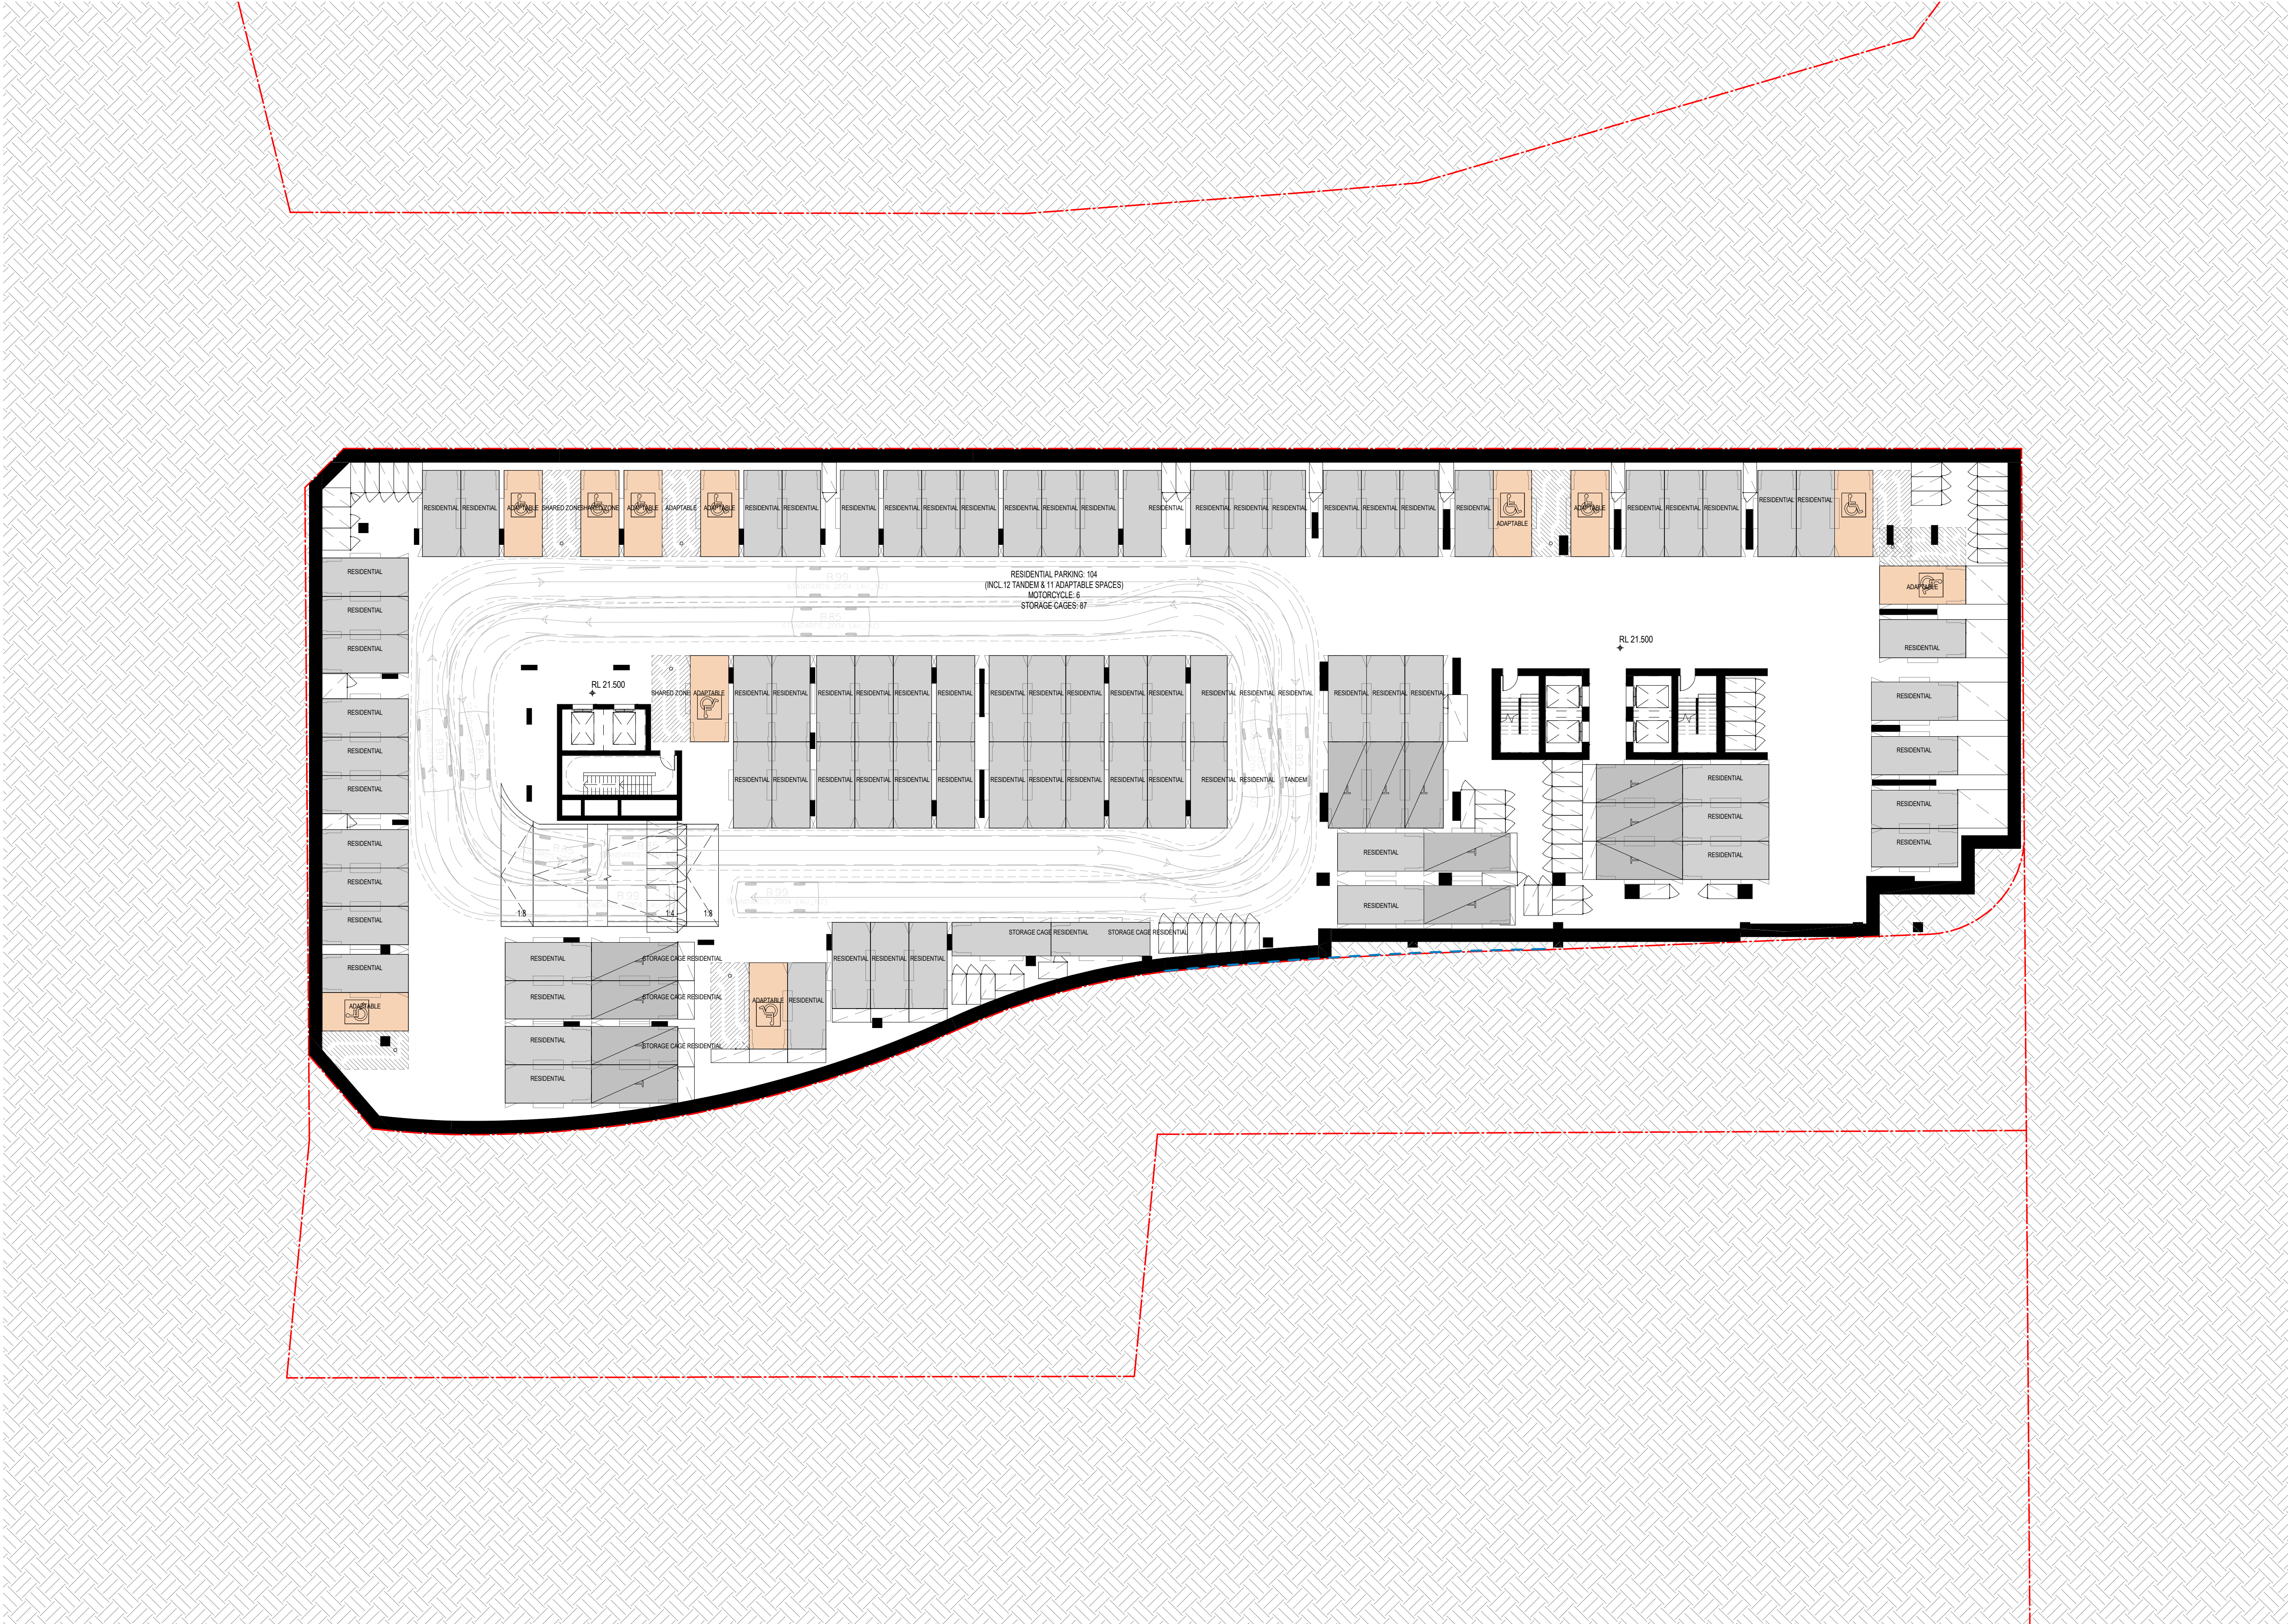 RESIDENTIAL RESIDENTIAL ADAPTABLE SHARED ZONE SHARED ZONE ADAPTABLE ADAPTABLE ADAPTABLE RESIDENTIAL RESIDENTIAL RESIDENTIAL RESIDENTIAL RESIDENTIAL RESIDENTIAL RESIDENTIAL RESIDENTIAL RESIDENTIAL RESIDENTIAL RESIDENTIAL RESIDENTIAL RESIDENTIAL RESIDENTIAL RESIDENTIAL RESIDENTIAL RESIDENTIAL ADAPTABLE ADAPTABLE RESIDENTIAL RESIDENTIAL RESIDENTIAL RESIDENTIAL RESIDENTIAL
RESIDENTIAL PARKING: 104
(INCL.12 TANDEM & 11 ADAPTABLE SPACES)
MOTORCYCLE: 6
STORAGE CAGES: 87
B99
B85
RESIDENTIAL
RESIDENTIAL
RESIDENTIAL
RESIDENTIAL
RESIDENTIAL
RESIDENTIAL
RESIDENTIAL
RESIDENTIAL
RESIDENTIAL
RESIDENTIAL
ADAPTABLE
RL 21.500
RL 21.500
SHARED ZONE ADAPTABLE RESIDENTIAL RESIDENTIAL RESIDENTIAL RESIDENTIAL RESIDENTIAL RESIDENTIAL RESIDENTIAL RESIDENTIAL RESIDENTIAL RESIDENTIAL RESIDENTIAL RESIDENTIAL RESIDENTIAL RESIDENTIAL RESIDENTIAL RESIDENTIAL RESIDENTIAL
RESIDENTIAL RESIDENTIAL RESIDENTIAL RESIDENTIAL RESIDENTIAL RESIDENTIAL RESIDENTIAL RESIDENTIAL RESIDENTIAL RESIDENTIAL RESIDENTIAL RESIDENTIAL RESIDENTIAL TANDEM
ADAPTABLE
RESIDENTIAL
RESIDENTIAL
RESIDENTIAL
RESIDENTIAL
RESIDENTIAL
RESIDENTIAL
RESIDENTIAL
RESIDENTIAL
RESIDENTIAL
RESIDENTIAL
1:8 1:4 1:8
B99
B99
STORAGE CAGE RESIDENTIAL STORAGE CAGE RESIDENTIAL
RESIDENTIAL RESIDENTIAL RESIDENTIAL
RESIDENTIAL STORAGE CAGE RESIDENTIAL
RESIDENTIAL STORAGE CAGE RESIDENTIAL
ADAPTABLE RESIDENTIAL
RESIDENTIAL STORAGE CAGE RESIDENTIAL
RESIDENTIAL